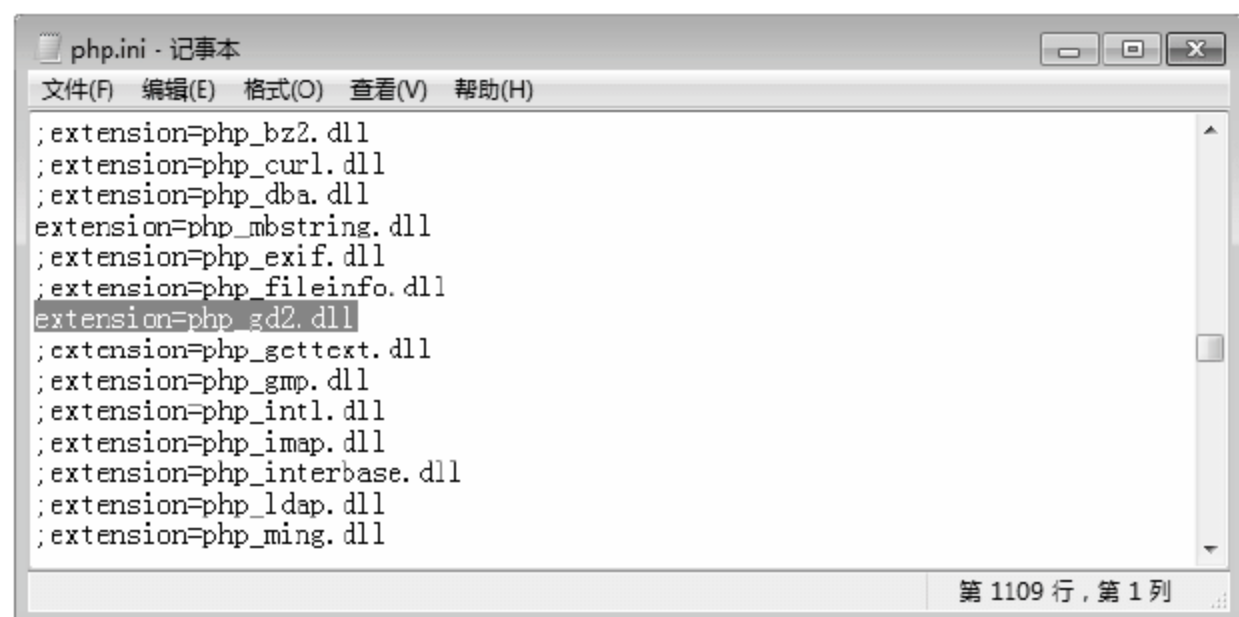 php.ini - 记事本
文件(F) 编辑(E) 格式(O) 查看(V) 帮助(H)
;extension=php_bz2.dll
;extension=php_curl.dll
;extension=php_dba.dll
extension=php_mbstring.dll
;extension=php_exif.dll
;extension=php_fileinfo.dll
extension=php_gd2.dll
;extension=php_gettext.dll
;extension=php_gmp.dll
;extension=php_intl.dll
;extension=php_imap.dll
;extension=php_interbase.dll
;extension=php_ldap.dll
;extension=php_ming.dll
第 1109 行，第 1 列